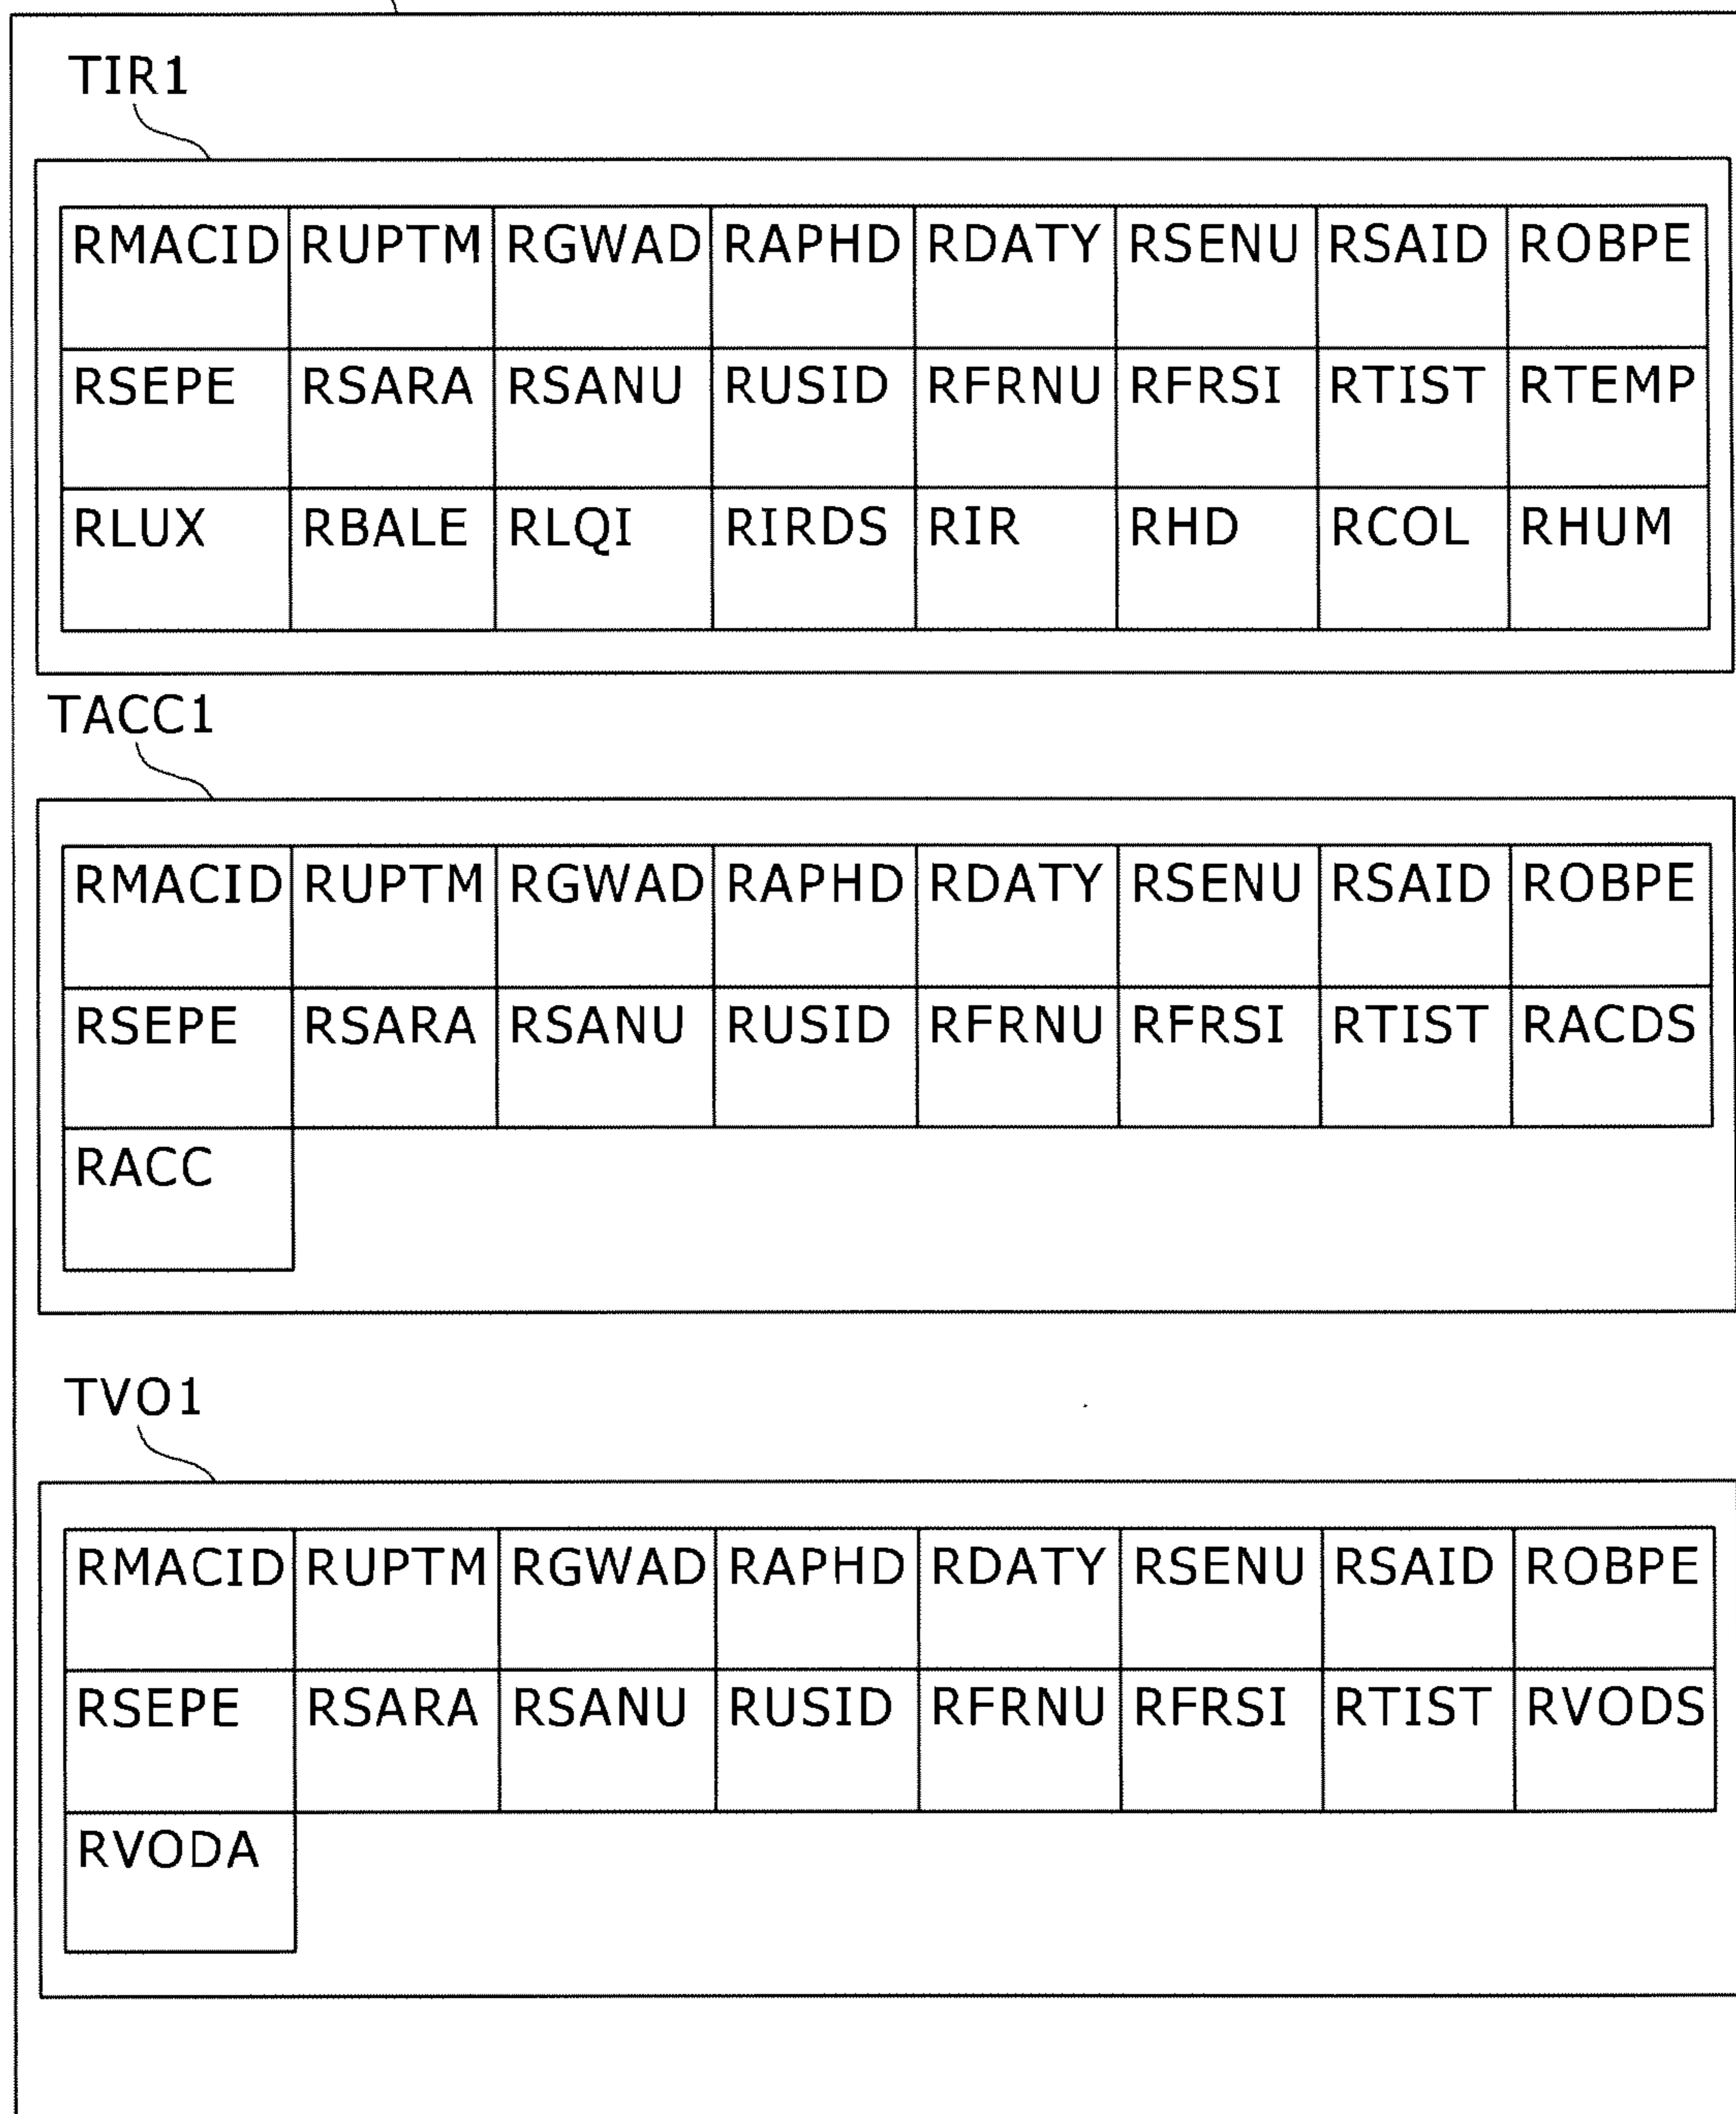 TIR1
RMACID RUPTM RGWAD RAPHD RDATY RSENU RSAID ROBPE
RSEPE RSARA RSANU RUSID RFRNU RFRSI RTIST RTEMP
RLUX RBALE RLQI RIRDS RIR RHD RCOL RHUM
TACC1
RMACID RUPTM RGWAD RAPHD RDATY RSENU RSAID ROBPE
RSEPE RSARA RSANU RUSID RFRNU RFRSI RTIST RACDS
RACC
TVO1
RMACID RUPTM RGWAD RAPHD RDATY RSENU RSAID ROBPE
RSEPE RSARA RSANU RUSID RFRNU RFRSI RTIST RVODS
RVODA